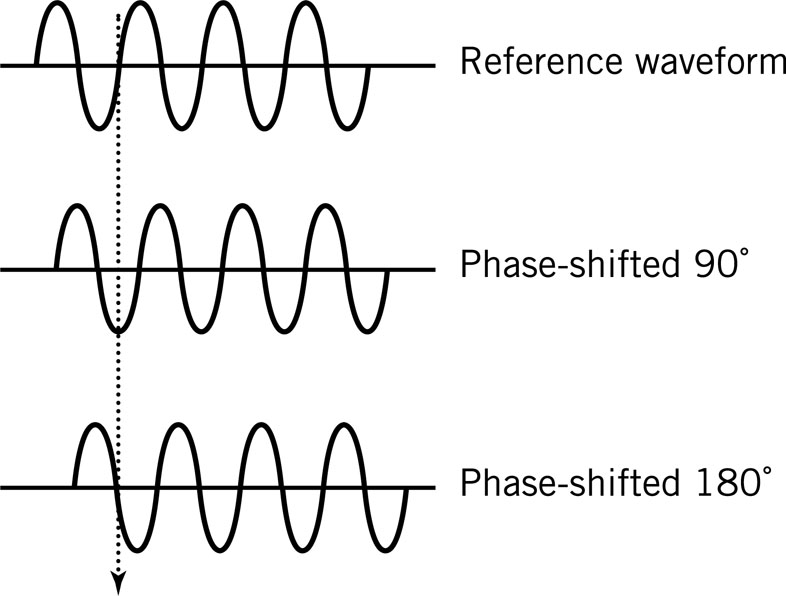 Reference waveform
Phase-shifted 90˚
Phase-shifted 180˚